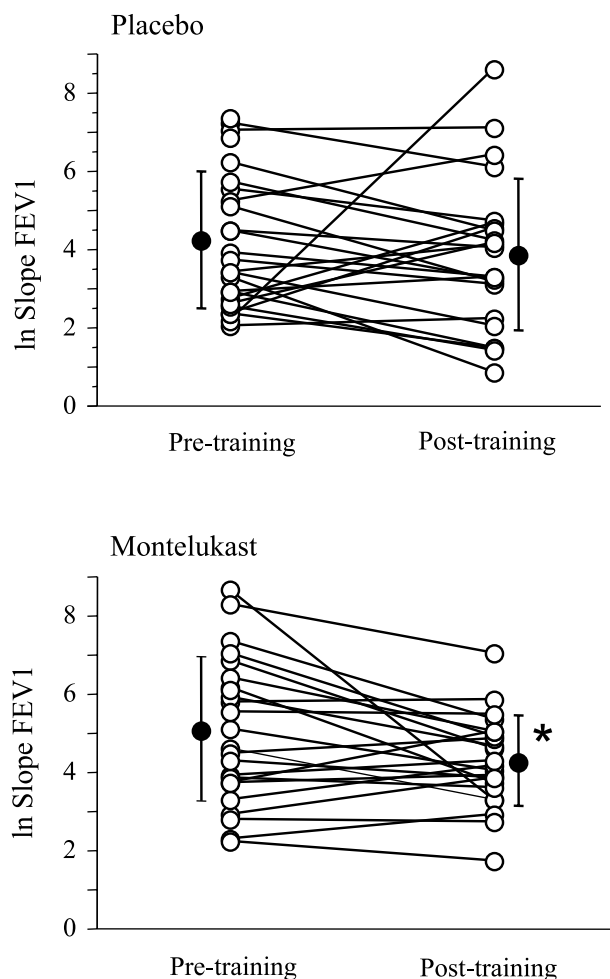 Placebo
8
6
4
2
0
ln Slope FEV1
Pre-training Post-training
Montelukast
8
6
4
2
0
ln Slope FEV1
*
Pre-training Post-training